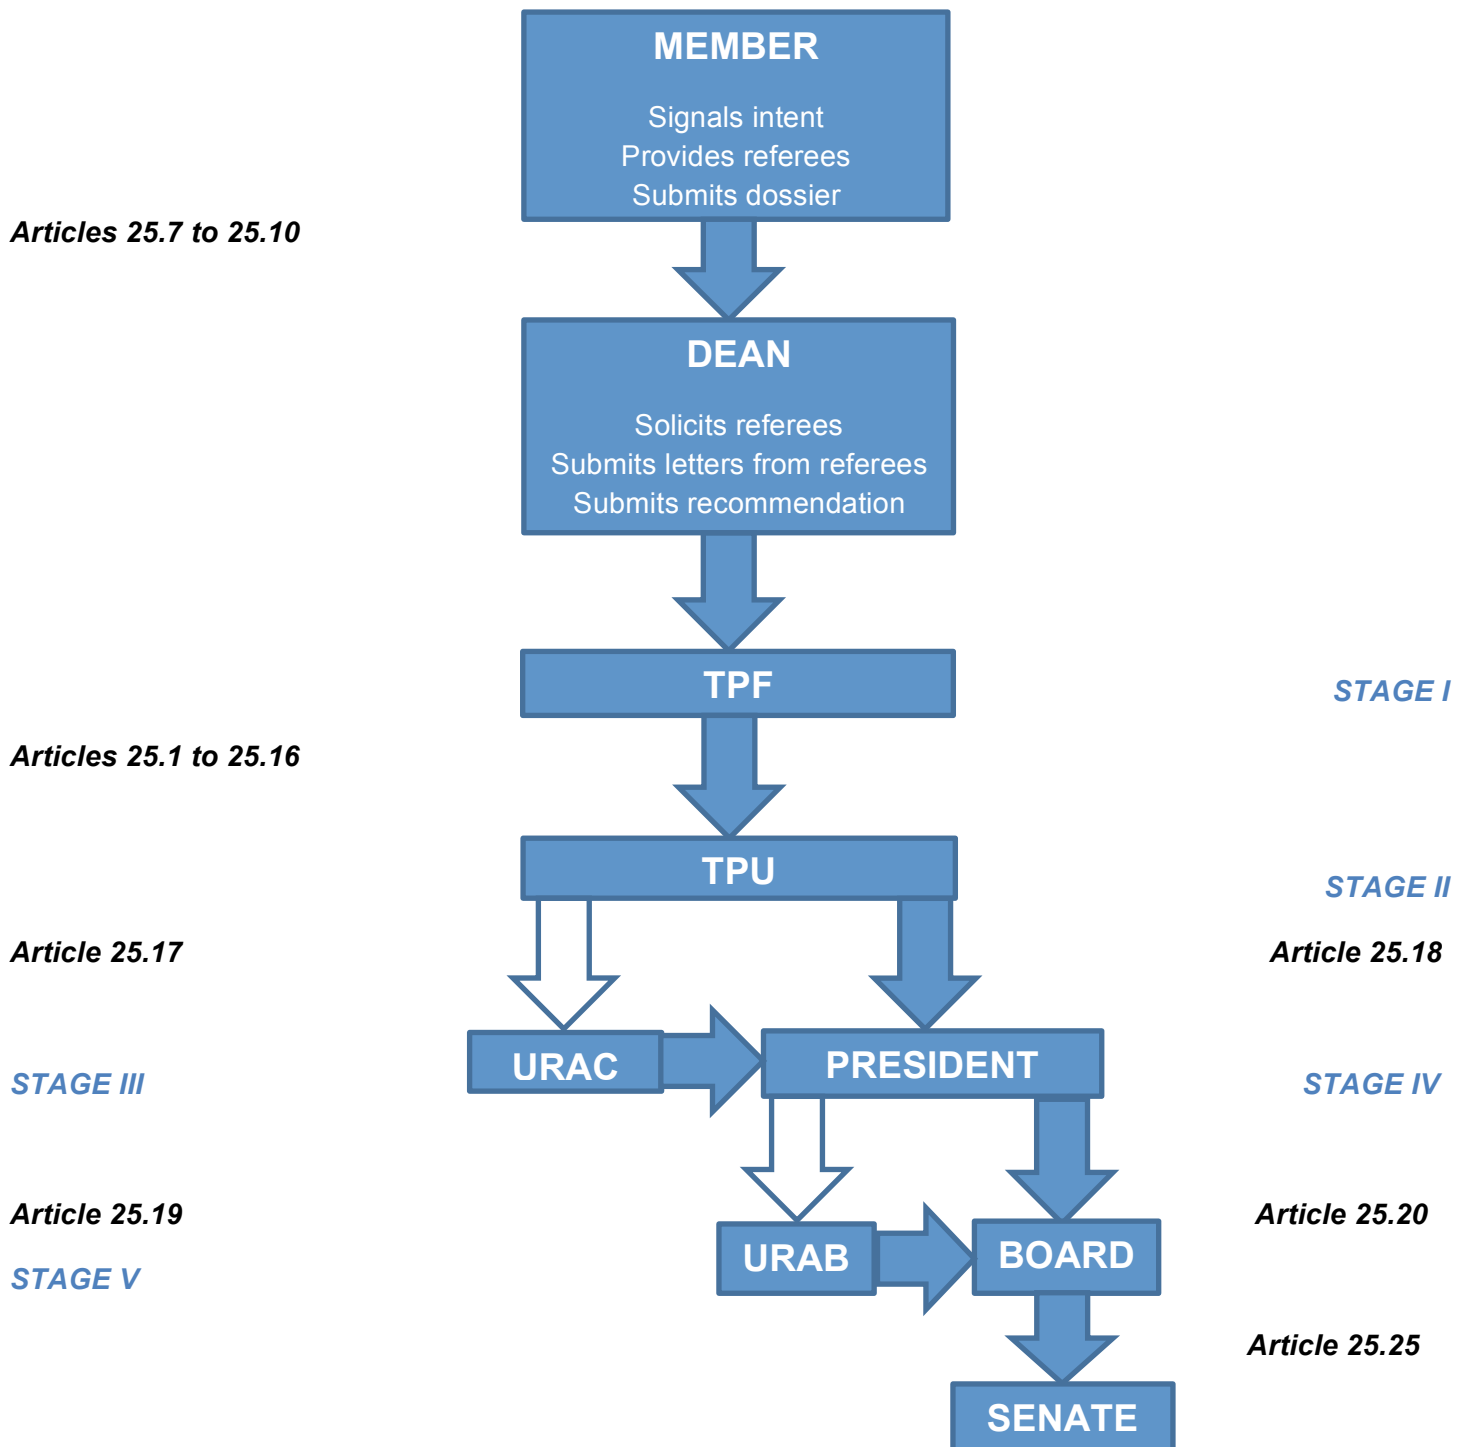 MEMBER
Signals intent
Provides referees
Submits dossier
Articles 25.7 to 25.10
DEAN
Solicits referees
Submits letters from referees
Submits recommendation
TPF
STAGE I
Articles 25.1 to 25.16
TPU
STAGE II
Article 25.17
Article 25.18
URAC
PRESIDENT
STAGE III
STAGE IV
Article 25.19
Article 25.20
URAB
BOARD
STAGE V
Article 25.25
SENATE